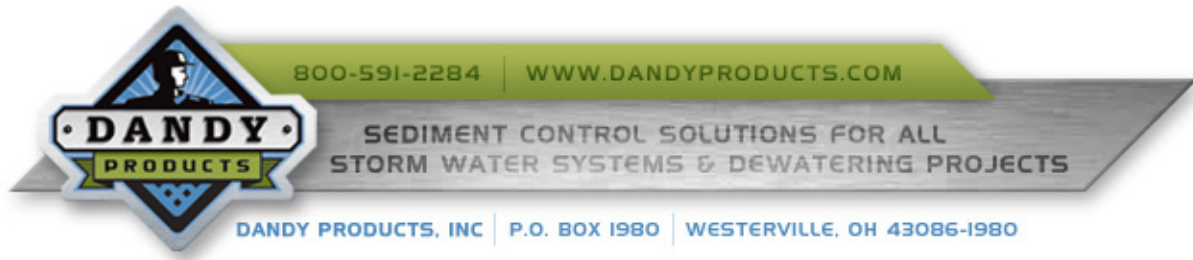 800-591-2284 | WWW.DANDYPRODUCTS.COM
DANDY
PRODUCTS
SEDIMENT CONTROL SOLUTIONS FOR ALL
STORM WATER SYSTEMS & DEWATERING PROJECTS
DANDY PRODUCTS, INC | P.O. BOX 1980 | WESTERVILLE, OH 43086-1980